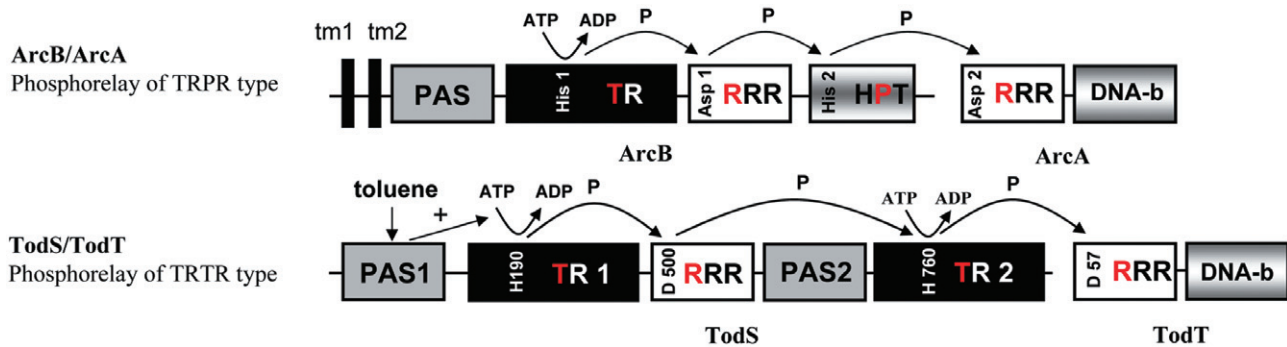 tm1 tm2 ATP ADP P P P
ArcB/ArcA
Phosphorelay of TRPR type
PAS His 1 TR Asp 1 RRR His 2 HPT Asp 2 RRR DNA-b
ArcB ArcA
toluene + ATP ADP P P ATP ADP P
TodS/TodT
Phosphorelay of TRTR type
PAS1 H190 TR 1 D 500 RRR PAS2 H 760 TR 2 D 57 RRR DNA-b
TodS TodT